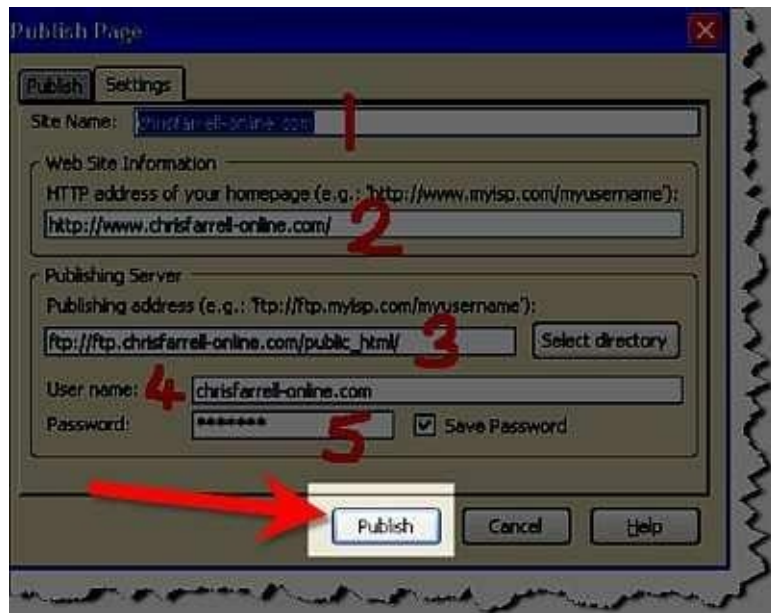 Publish Page
Publish Settings
Site Name: chrisfarrell-online.com 1
Web Site Information
HTTP address of your homepage (e.g.: 'http://www.myisp.com/myusername'):
http://www.chrisfarrell-online.com/ 2
Publishing Server
Publishing address (e.g.: 'ftp://ftp.myisp.com/myusername'):
ftp://ftp.chrisfarrell-online.com/public_html/ 3 Select directory
User name: 4 chrisfarrell-online.com
Password: ******* 5 Save Password
Publish Cancel Help